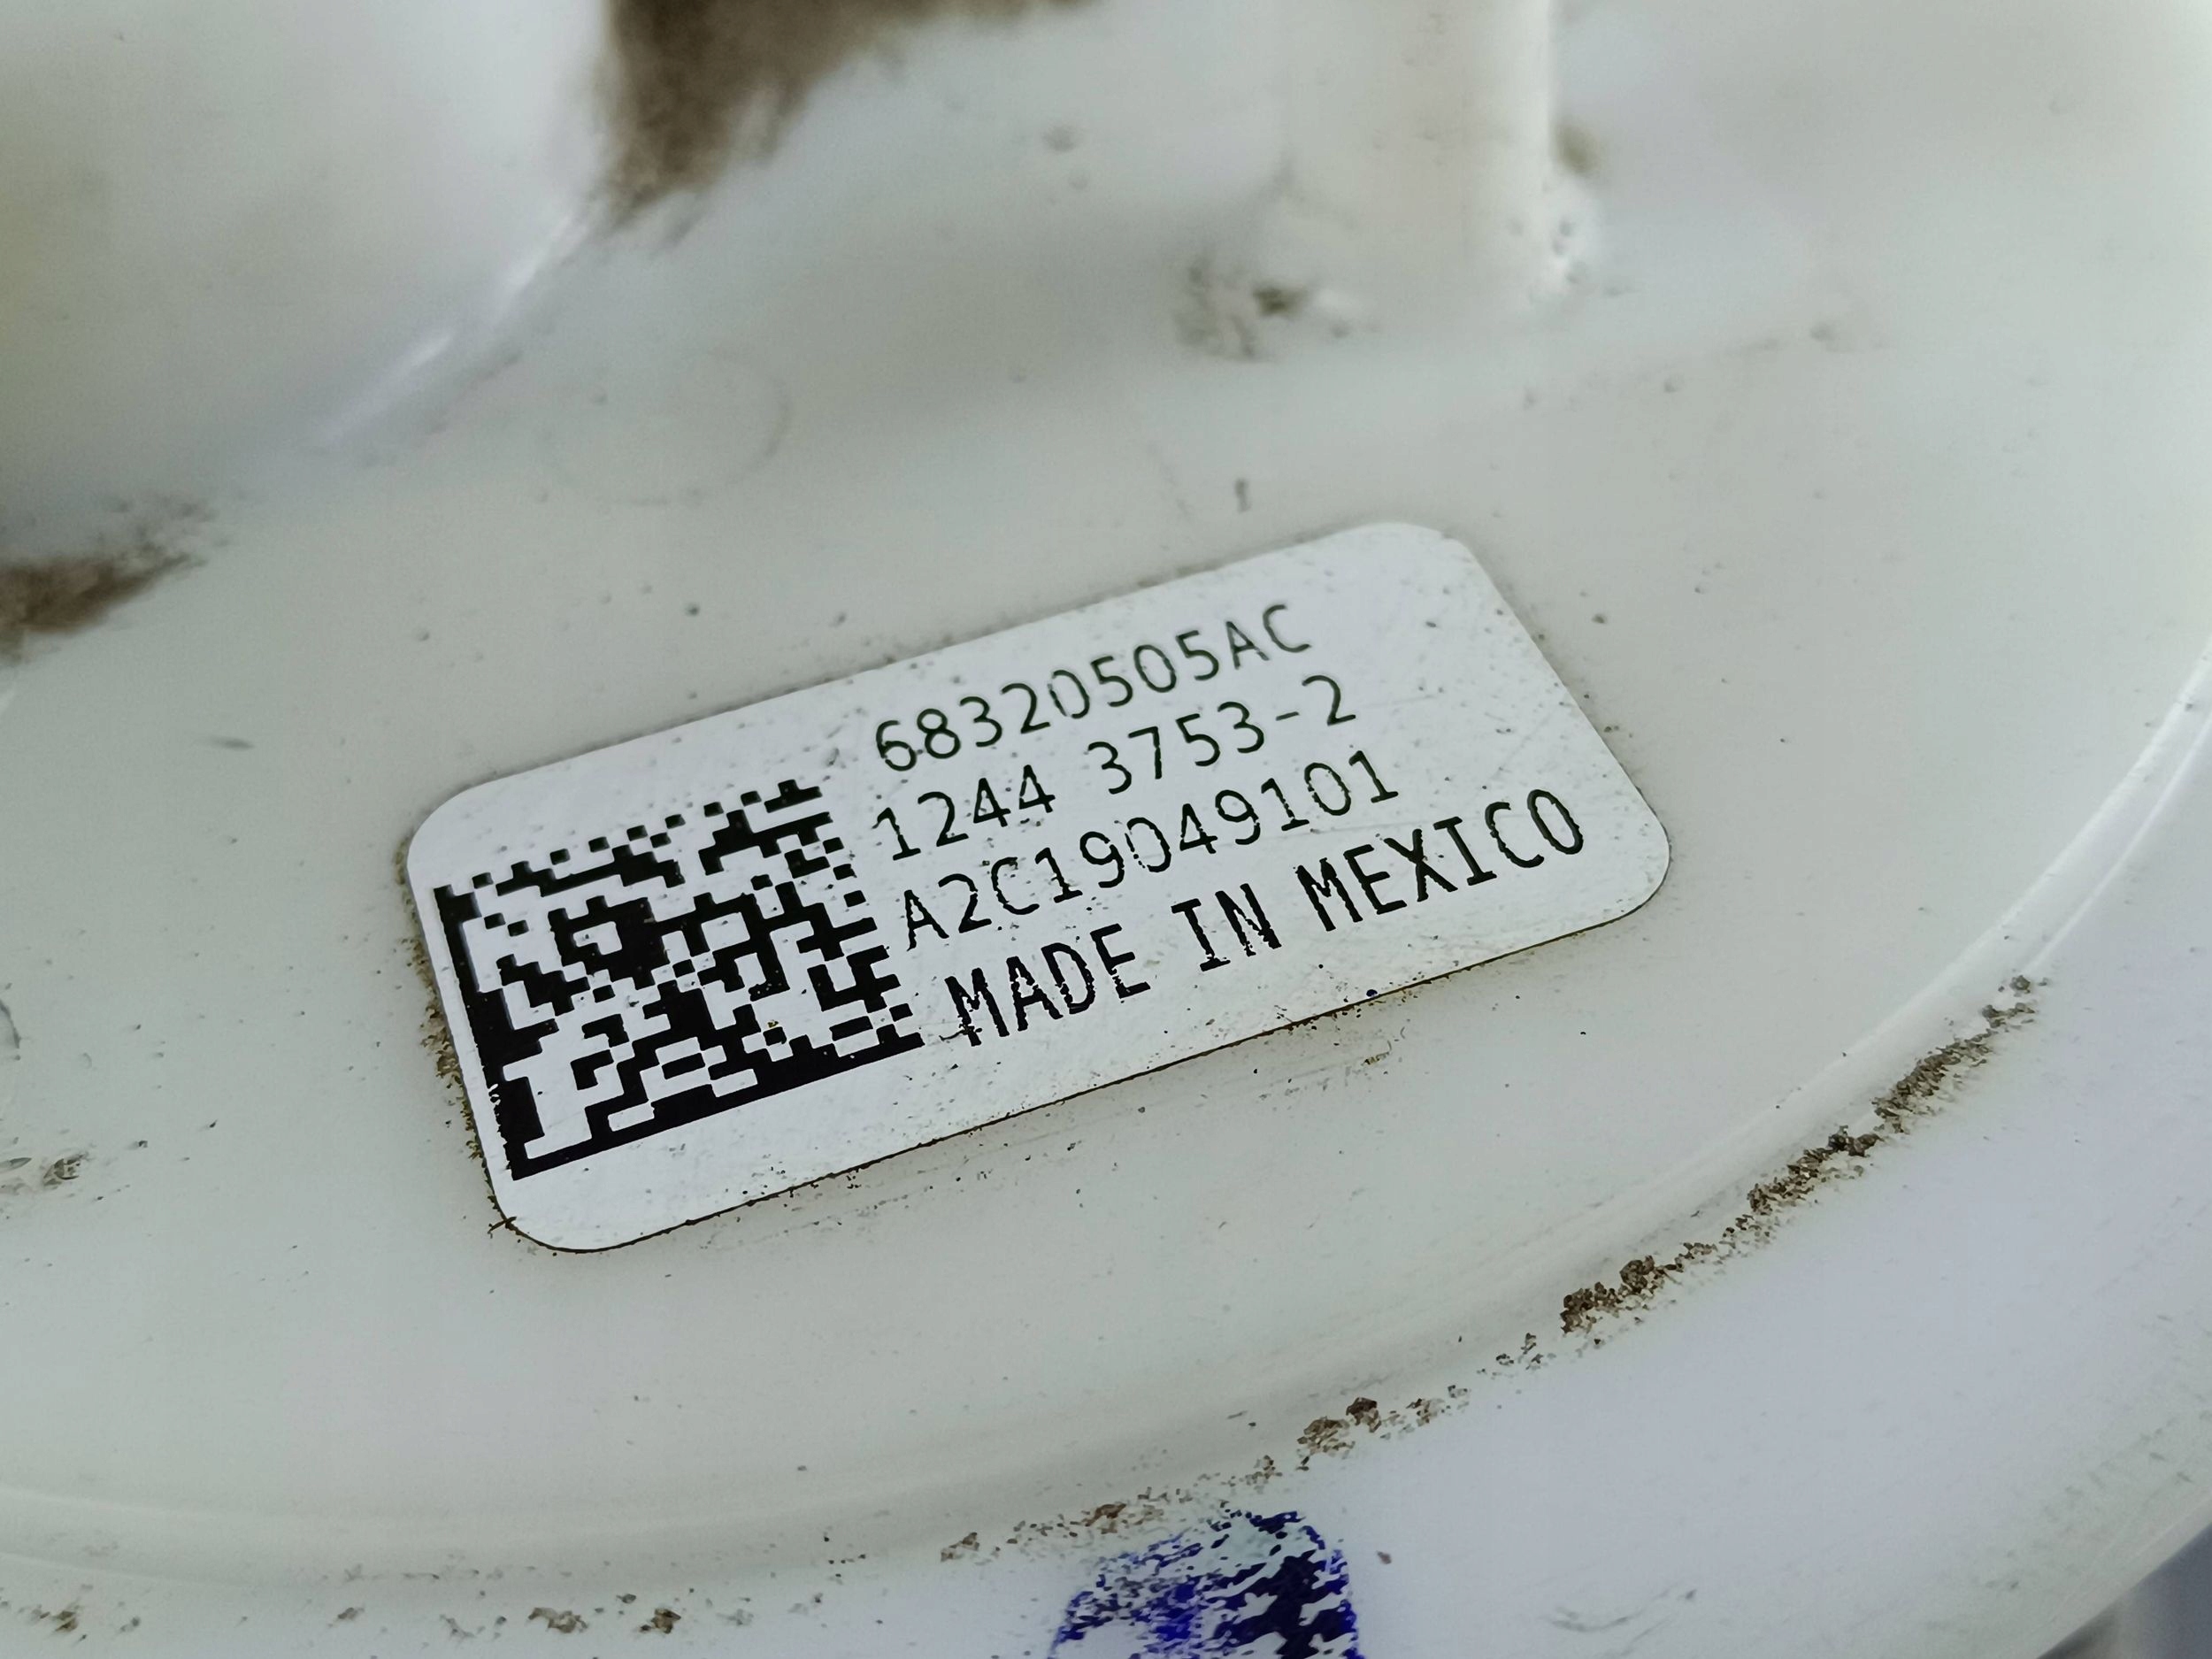 68320505AC
1244 3753-2
A2C19049101
MADE IN MEXICO